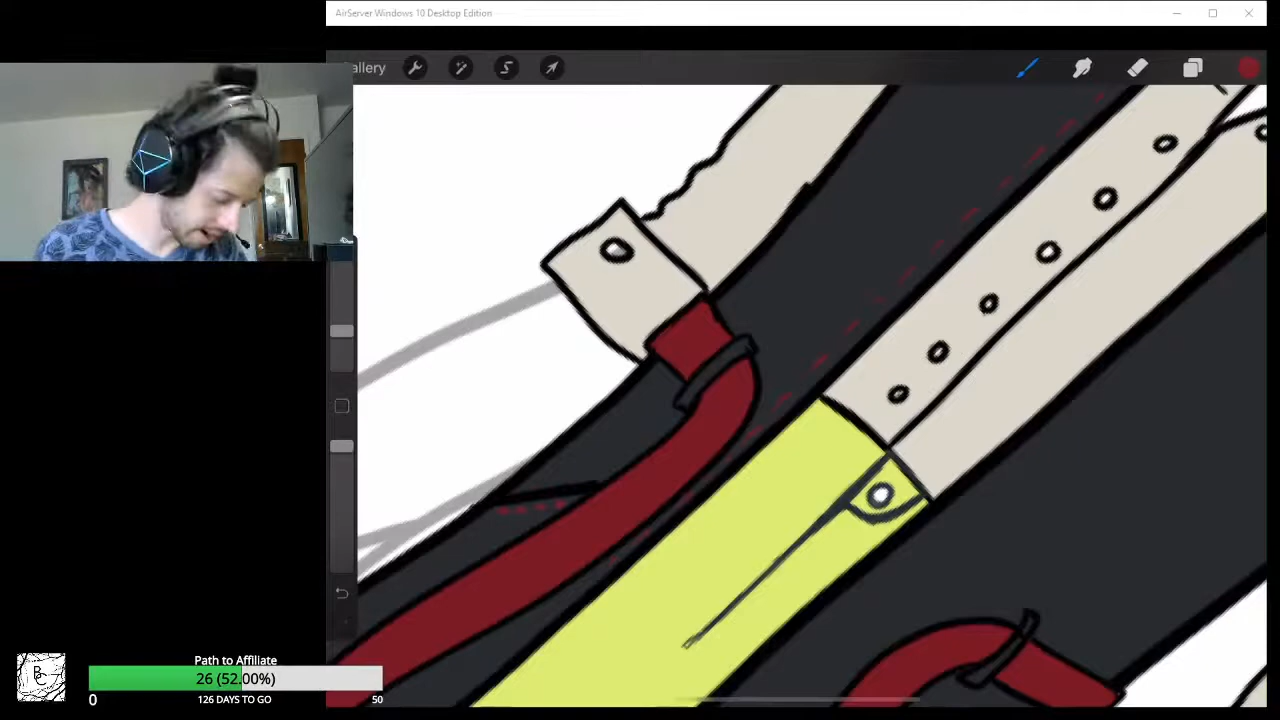 AirServer Windows 10 Desktop Edition
allery
Path to Affiliate
26 (52.00%)
0
126 DAYS TO GO
50